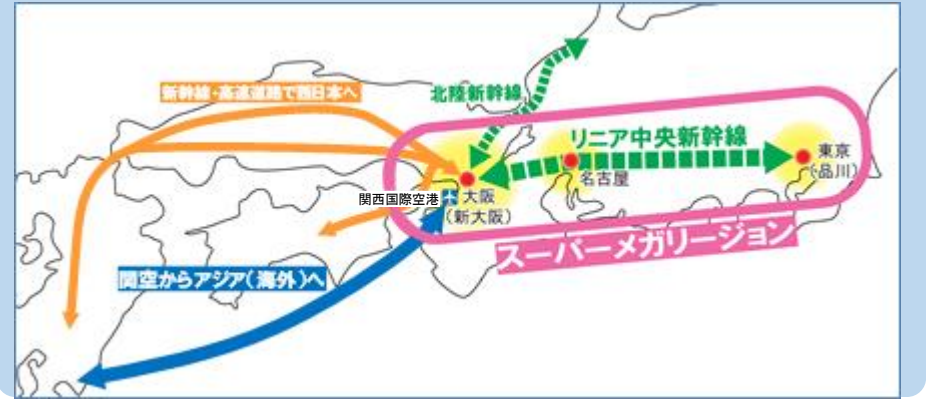 新幹線・高速道路で西日本へ
北陸新幹線
リニア中央新幹線
東京
(品川)
名古屋
関西国際空港
大阪
(新大阪)
スーパーメガリージョン
関空からアジア(海外)へ